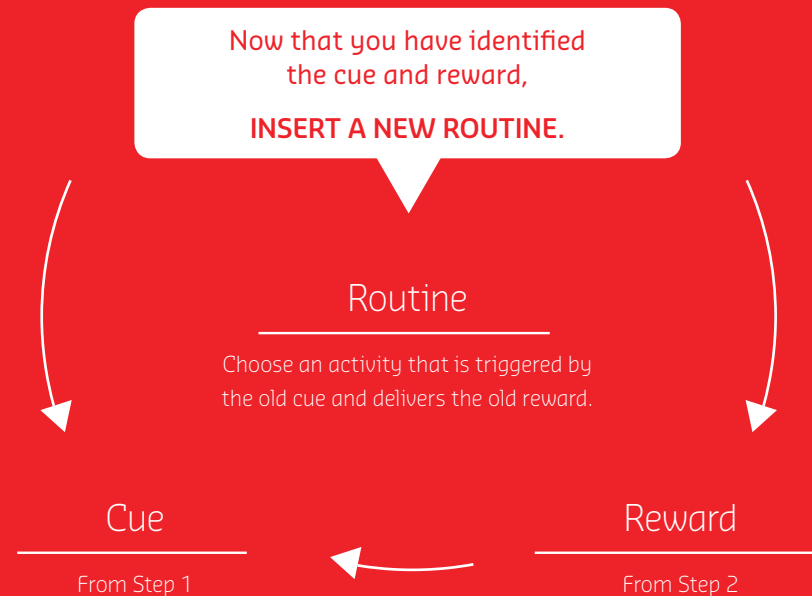 Now that you have identified
the cue and reward,
INSERT A NEW ROUTINE.
Routine
Choose an activity that is triggered by
the old cue and delivers the old reward.
Cue
From Step 1
Reward
From Step 2